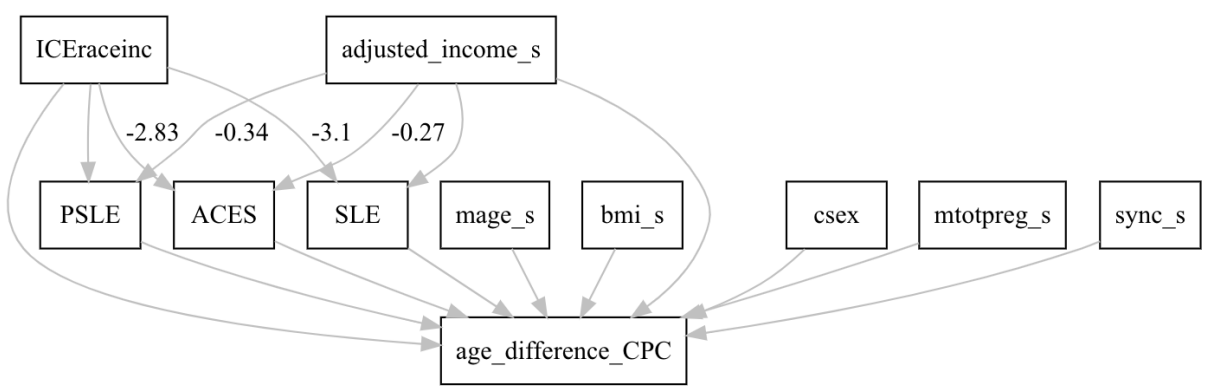 ICEraceinc
adjusted_income_s
-2.83
-0.34
-3.1
-0.27
PSLE
ACES
SLE
mage_s
bmi_s
csex
mtotpreg_s
sync_s
age_difference_CPC